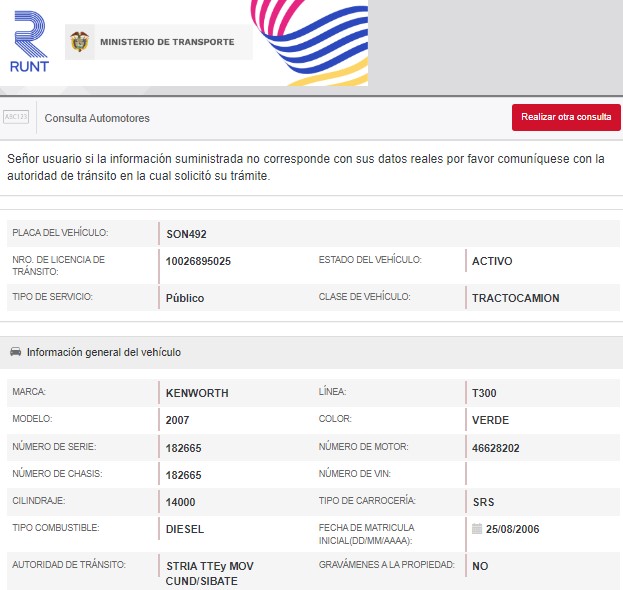 RUNT
MINISTERIO DE TRANSPORTE
ABC123
Consulta Automotores
Realizar otra consulta
Señor usuario si la información suministrada no corresponde con sus datos reales por favor comuníquese con la
autoridad de tránsito en la cual solicitó su trámite.
PLACA DEL VEHÍCULO: SON492
NRO. DE LICENCIA DE TRÁNSITO: 10026895025 ESTADO DEL VEHÍCULO: ACTIVO
TIPO DE SERVICIO: Público CLASE DE VEHÍCULO: TRACTOCAMION
Información general del vehículo
MARCA: KENWORTH LÍNEA: T300
MODELO: 2007 COLOR: VERDE
NÚMERO DE SERIE: 182665 NÚMERO DE MOTOR: 46628202
NÚMERO DE CHASIS: 182665 NÚMERO DE VIN:
CILINDRAJE: 14000 TIPO DE CARROCERÍA: SRS
TIPO COMBUSTIBLE: DIESEL FECHA DE MATRICULA INICIAL(DD/MM/AAAA): 25/08/2006
AUTORIDAD DE TRÁNSITO: STRIA TTEy MOV CUND/SIBATE GRAVÁMENES A LA PROPIEDAD: NO